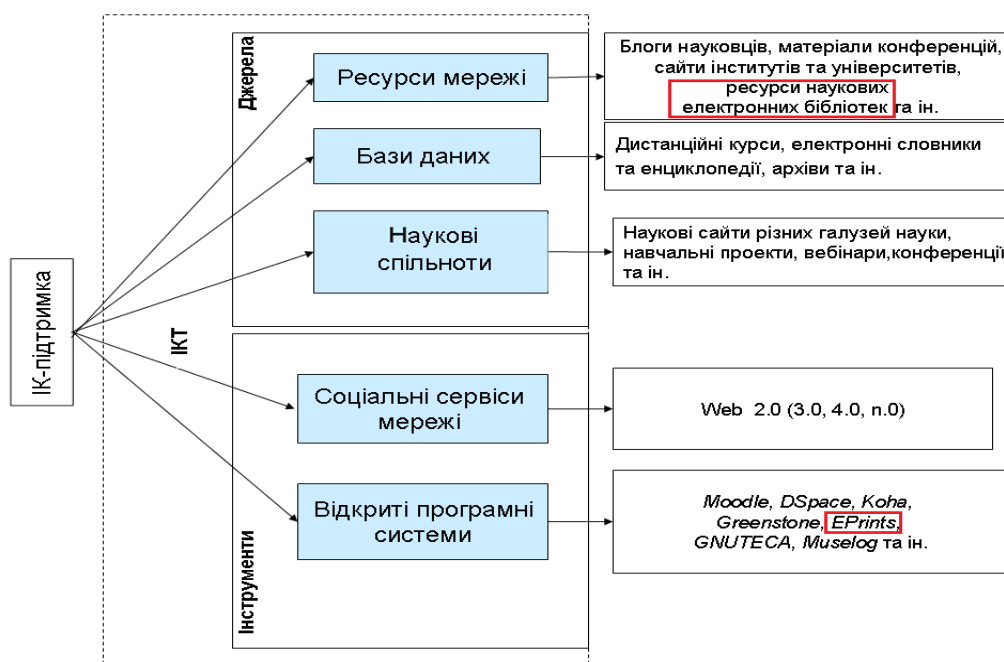 ІК-підтримка
ІКТ
Джерела
Ресурси мережі
Блоги науковців, матеріали конференцій,
сайти інститутів та університетів,
ресурси наукових
електронних бібліотек та ін.
Бази даних
Дистанційні курси, електронні словники
та енциклопедії, архіви та ін.
Наукові
спільноти
Наукові сайти різних галузей науки,
навчальні проекти, вебінари,конференції
та ін.
Інструменти
Соціальні сервіси
мережі
Web 2.0 (3.0, 4.0, n.0)
Відкриті програмні
системи
Moodle, DSpace, Koha,
Greenstone, EPrints,
GNUTECA, Muselog та ін.